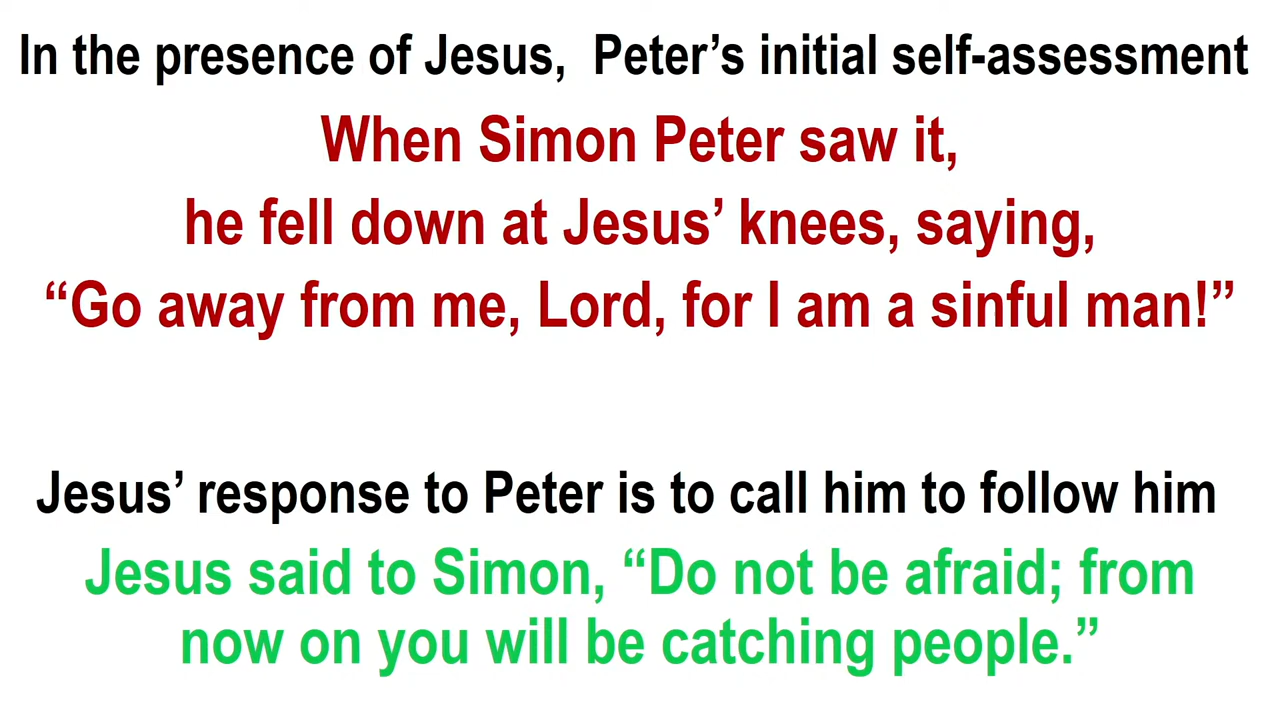 In the presence of Jesus,  Peter’s initial self-assessment
When Simon Peter saw it,
he fell down at Jesus’ knees, saying,
“Go away from me, Lord, for I am a sinful man!”
Jesus’ response to Peter is to call him to follow him
Jesus said to Simon, “Do not be afraid; from
now on you will be catching people.”